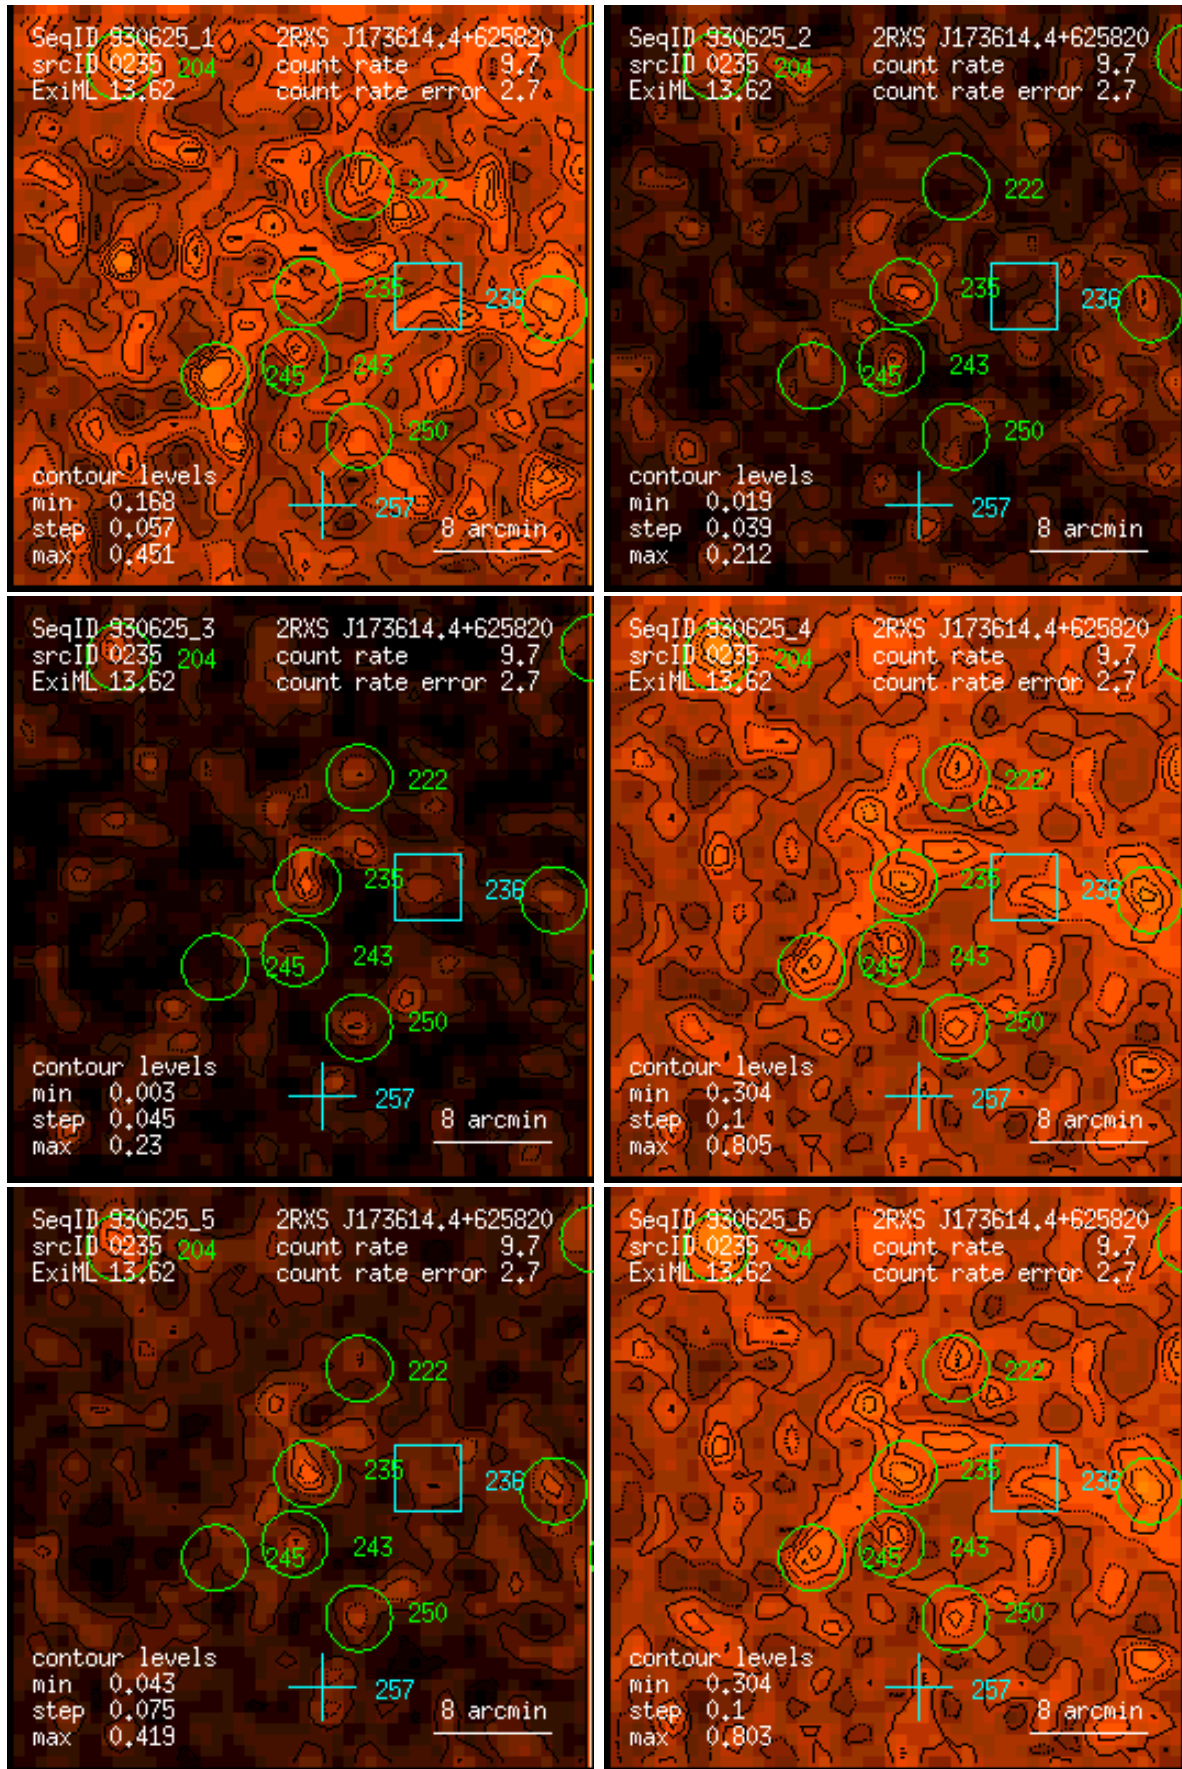 SeqID 930625_1 2RXS J173614.4+625820
srcID 0235 204 count rate 9.7
ExiML 13.62 count rate error 2.7
222
235 236
245 243
250
contour levels
min 0.168 257
step 0.057 8 arcmin
max 0.451
SeqID 930625_2 2RXS J173614.4+625820
srcID 0235 204 count rate 9.7
ExiML 13.62 count rate error 2.7
222
235 236
245 243
250
contour levels
min 0.019 257
step 0.039 8 arcmin
max 0.212
SeqID 930625_3 2RXS J173614.4+625820
srcID 0235 204 count rate 9.7
ExiML 13.62 count rate error 2.7
222
235 236
245 243
250
contour levels
min 0.003 257
step 0.045 8 arcmin
max 0.23
SeqID 930625_4 2RXS J173614.4+625820
srcID 0235 204 count rate 9.7
ExiML 13.62 count rate error 2.7
222
235 236
245 243
250
contour levels
min 0.304 257
step 0.1 8 arcmin
max 0.805
SeqID 930625_5 2RXS J173614.4+625820
srcID 0235 204 count rate 9.7
ExiML 13.62 count rate error 2.7
222
235 236
245 243
250
contour levels
min 0.043 257
step 0.075 8 arcmin
max 0.419
SeqID 930625_6 2RXS J173614.4+625820
srcID 0235 204 count rate 9.7
ExiML 13.62 count rate error 2.7
222
235 236
245 243
250
contour levels
min 0.304 257
step 0.1 8 arcmin
max 0.803